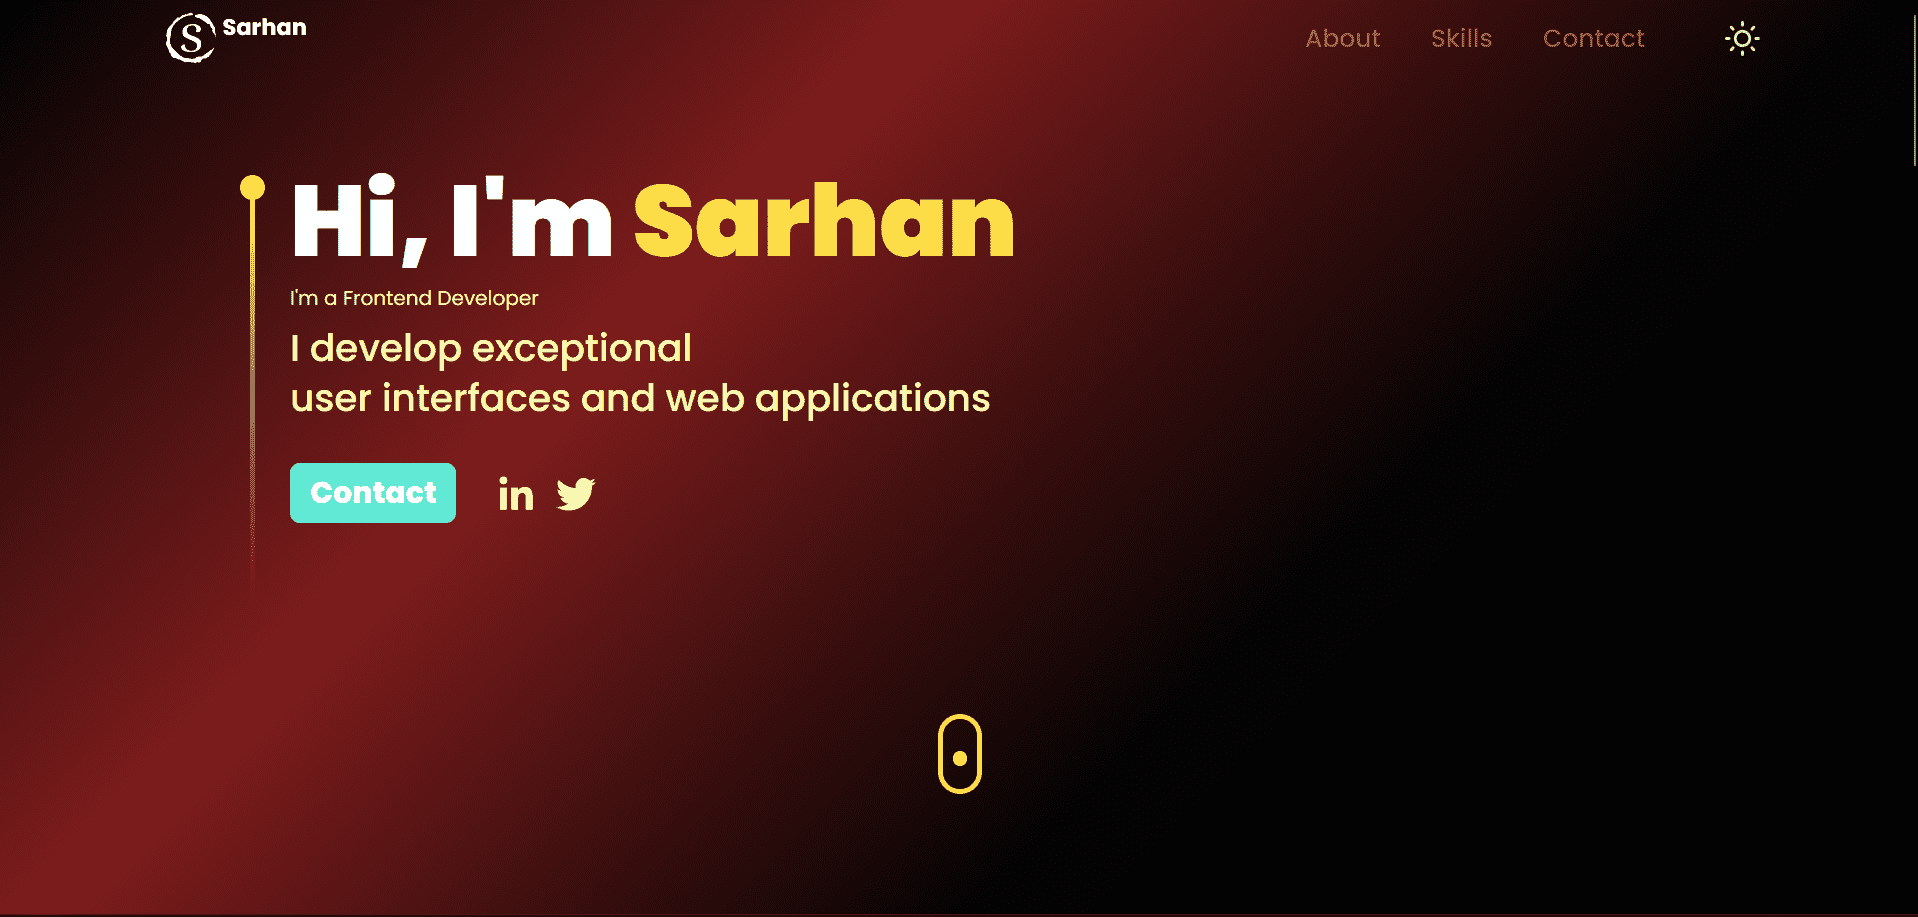 S Sarhan
About Skills Contact
Hi, I'm Sarhan
I'm a Frontend Developer
I develop exceptional
user interfaces and web applications
Contact in